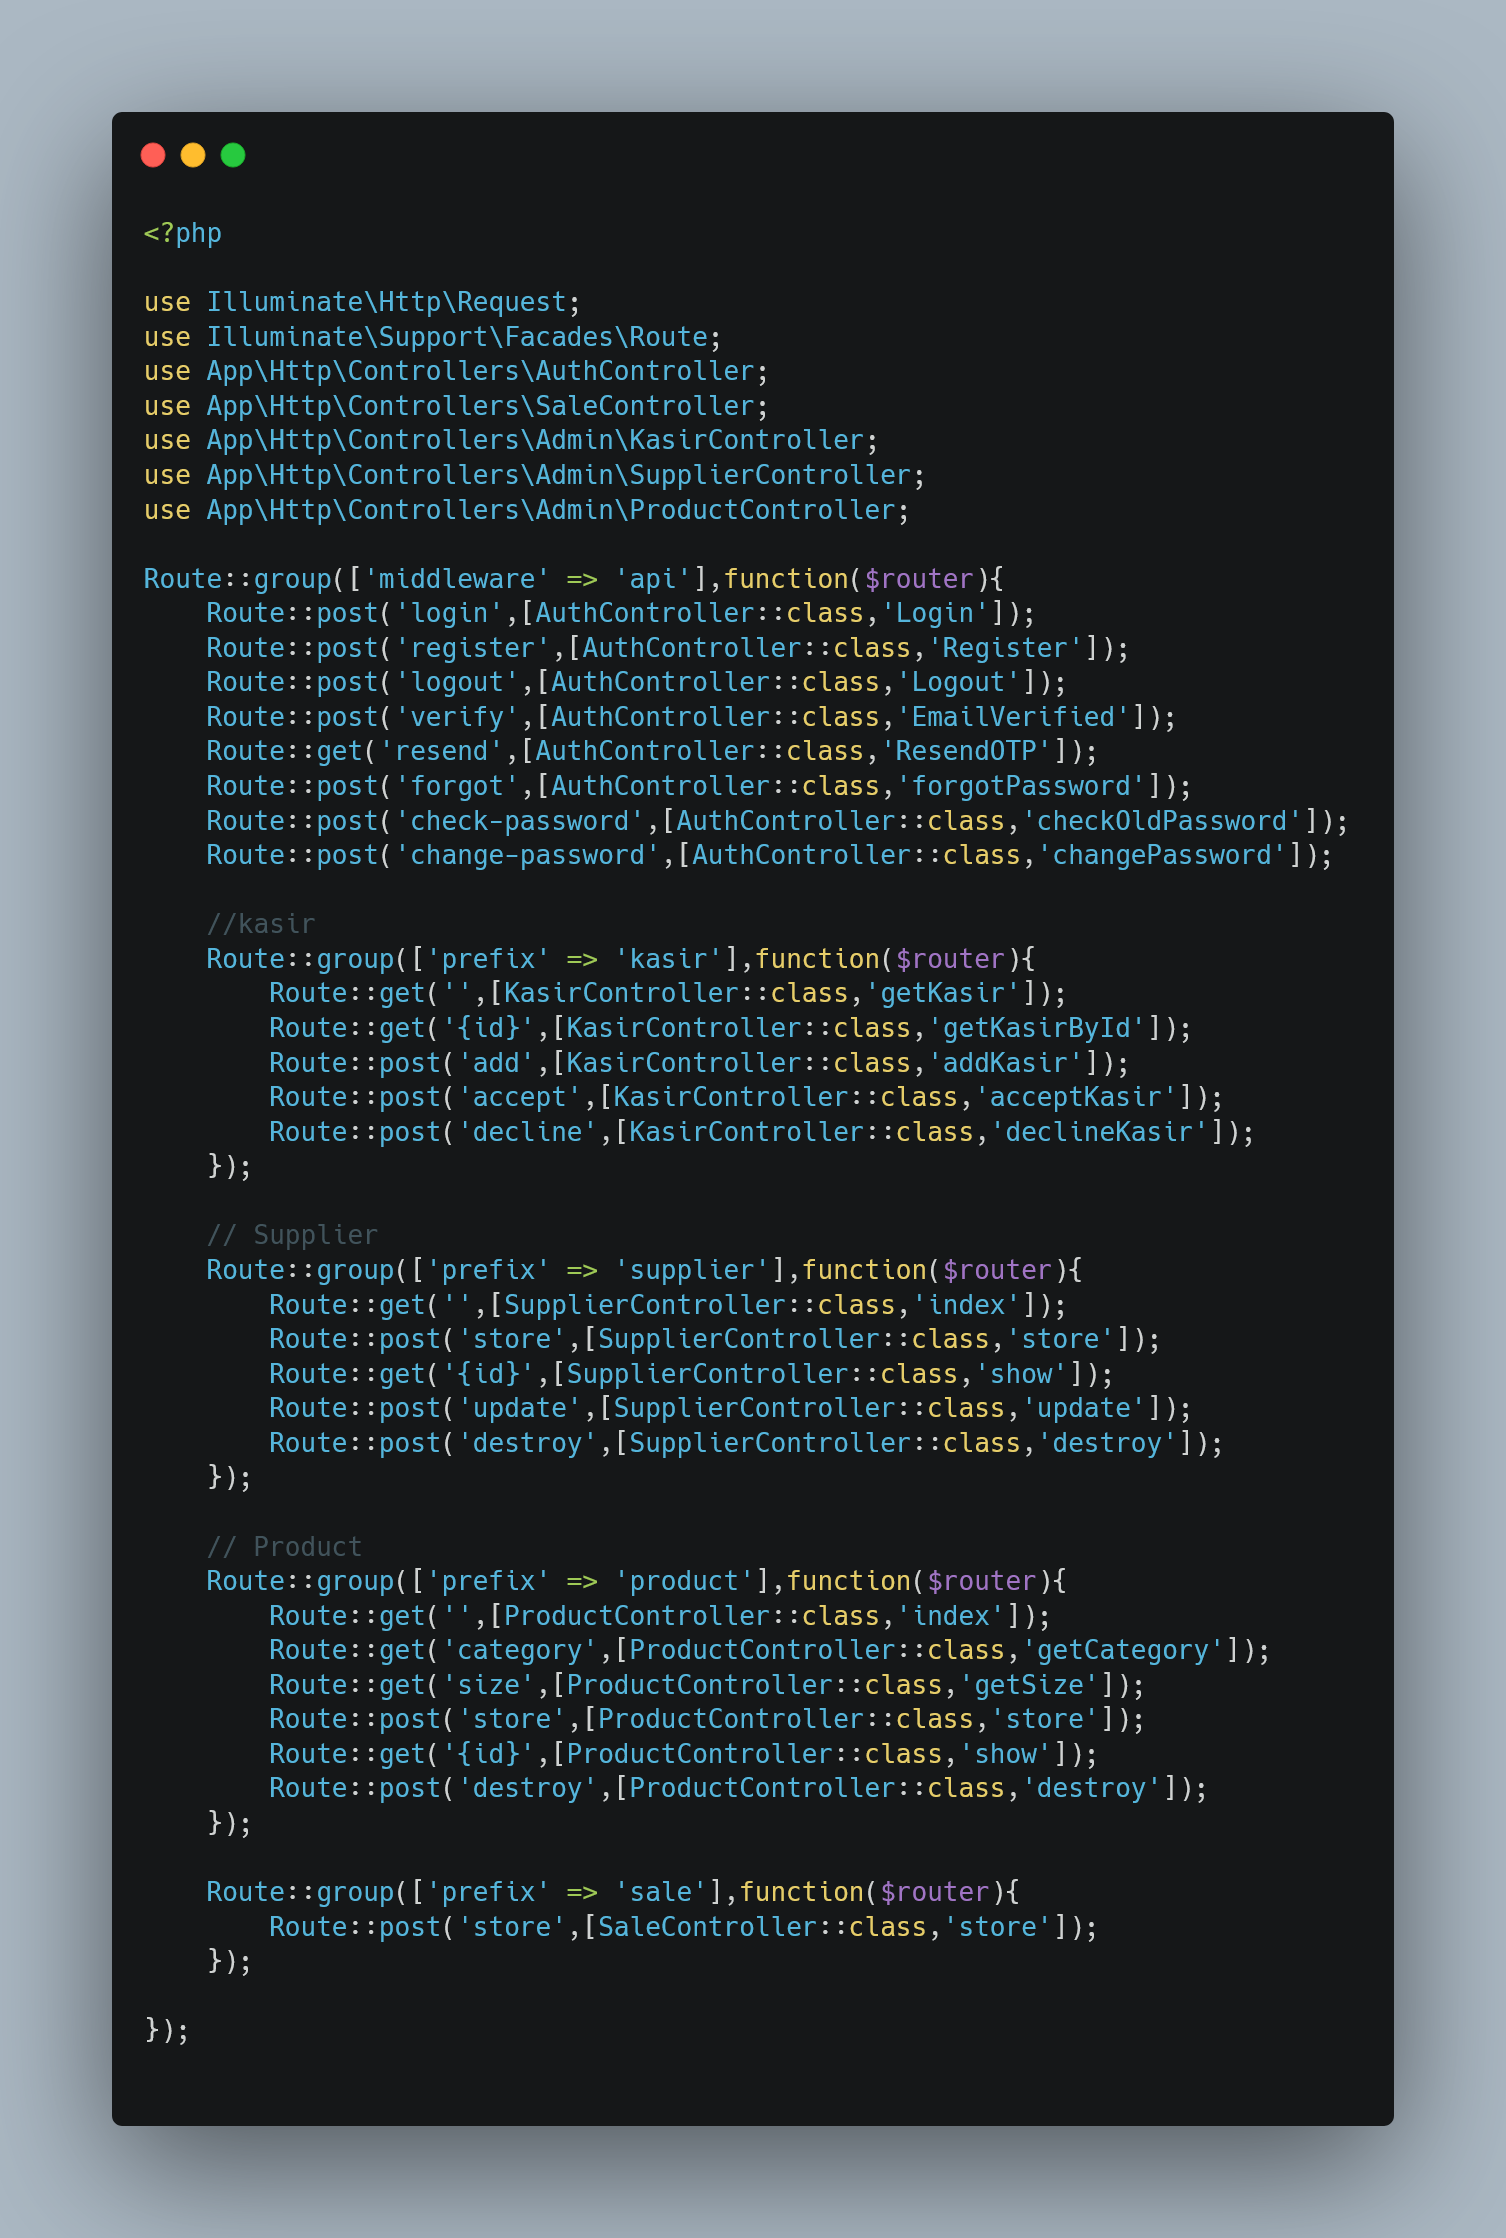 <?php

use Illuminate\Http\Request;
use Illuminate\Support\Facades\Route;
use App\Http\Controllers\AuthController;
use App\Http\Controllers\SaleController;
use App\Http\Controllers\Admin\KasirController;
use App\Http\Controllers\Admin\SupplierController;
use App\Http\Controllers\Admin\ProductController;

Route::group(['middleware' => 'api'],function($router){
    Route::post('login',[AuthController::class,'Login']);
    Route::post('register',[AuthController::class,'Register']);
    Route::post('logout',[AuthController::class,'Logout']);
    Route::post('verify',[AuthController::class,'EmailVerified']);
    Route::get('resend',[AuthController::class,'ResendOTP']);
    Route::post('forgot',[AuthController::class,'forgotPassword']);
    Route::post('check-password',[AuthController::class,'checkOldPassword']);
    Route::post('change-password',[AuthController::class,'changePassword']);

    //kasir
    Route::group(['prefix' => 'kasir'],function($router){
        Route::get('',[KasirController::class,'getKasir']);
        Route::get('{id}',[KasirController::class,'getKasirById']);
        Route::post('add',[KasirController::class,'addKasir']);
        Route::post('accept',[KasirController::class,'acceptKasir']);
        Route::post('decline',[KasirController::class,'declineKasir']);
    });

    // Supplier
    Route::group(['prefix' => 'supplier'],function($router){
        Route::get('',[SupplierController::class,'index']);
        Route::post('store',[SupplierController::class,'store']);
        Route::get('{id}',[SupplierController::class,'show']);
        Route::post('update',[SupplierController::class,'update']);
        Route::post('destroy',[SupplierController::class,'destroy']);
    });

    // Product
    Route::group(['prefix' => 'product'],function($router){
        Route::get('',[ProductController::class,'index']);
        Route::get('category',[ProductController::class,'getCategory']);
        Route::get('size',[ProductController::class,'getSize']);
        Route::post('store',[ProductController::class,'store']);
        Route::get('{id}',[ProductController::class,'show']);
        Route::post('destroy',[ProductController::class,'destroy']);
    });

    Route::group(['prefix' => 'sale'],function($router){
        Route::post('store',[SaleController::class,'store']);
    });

});